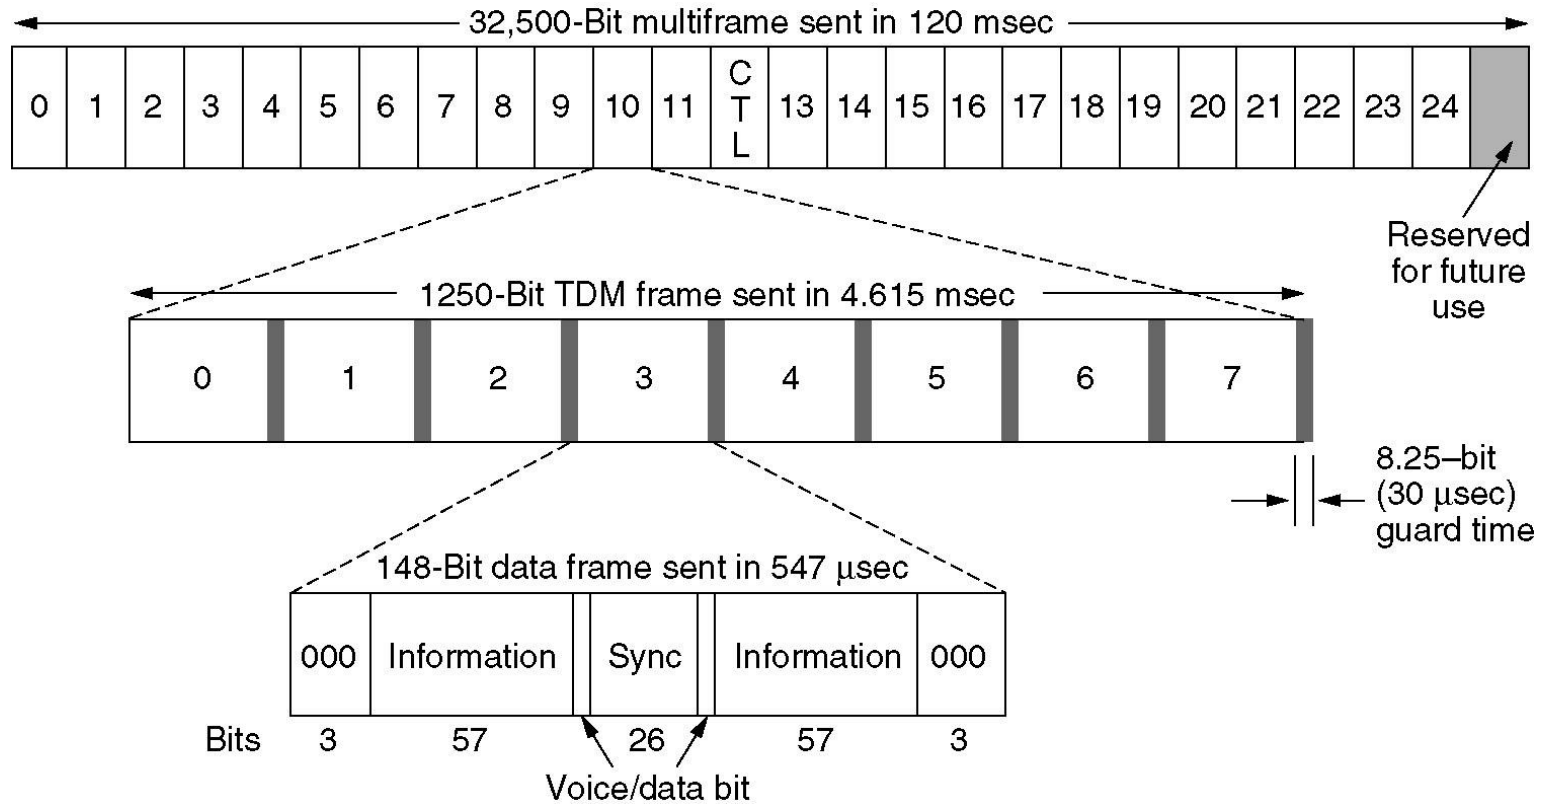 32,500-Bit multiframe sent in 120 msec
0 1 2 3 4 5 6 7 8 9 10 11 C T L 13 14 15 16 17 18 19 20 21 22 23 24
Reserved
for future
use
1250-Bit TDM frame sent in 4.615 msec
0 1 2 3 4 5 6 7
8.25–bit
(30 μsec)
guard time
148-Bit data frame sent in 547 μsec
000 Information Sync Information 000
Bits 3 57 26 57 3
Voice/data bit